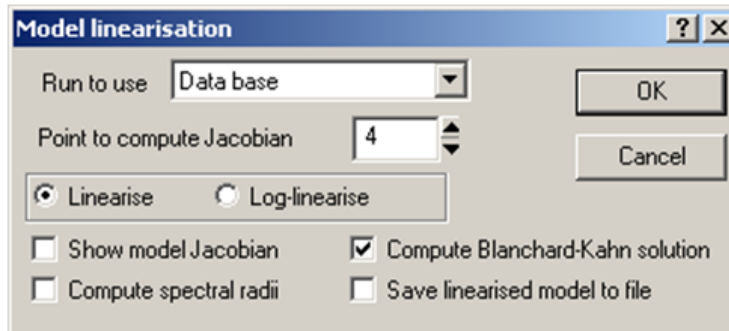 Model linearisation
Run to use Data base
OK
Point to compute Jacobian 4
Cancel
Linearise Log-linearise
Show model Jacobian Compute Blanchard-Kahn solution
Compute spectral radii Save linearised model to file